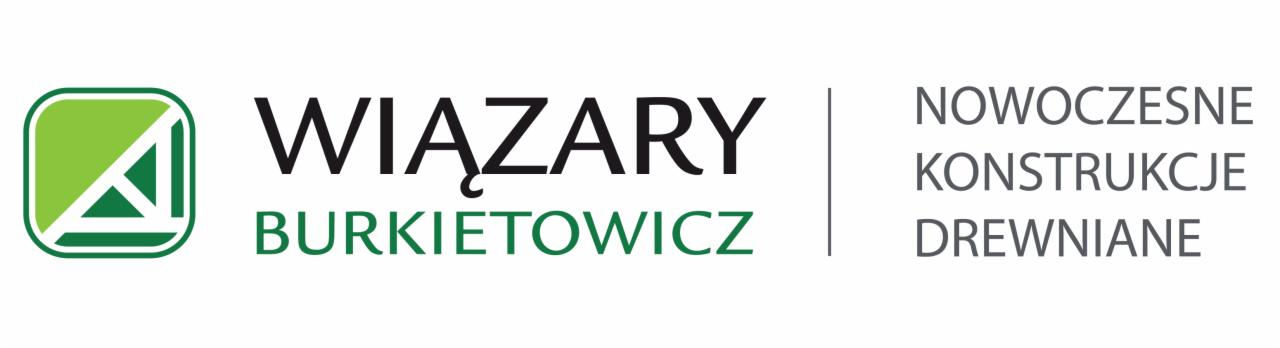 WIĄZARY
BURKIETOWICZ
NOWOCZESNE
KONSTRUKCJE
DREWNIANE